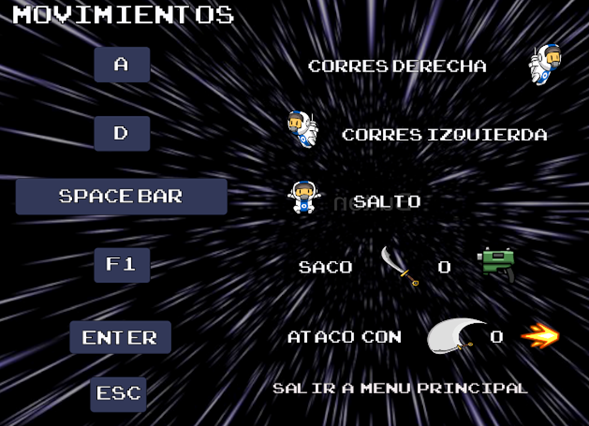 MOVIMIENTOS
A CORRES DERECHA
D CORRES IZQUIERDA
SPACE BAR SALTO
F1 SACO O
ENTER ATACO CON O
ESC SALIR A MENU PRINCIPAL